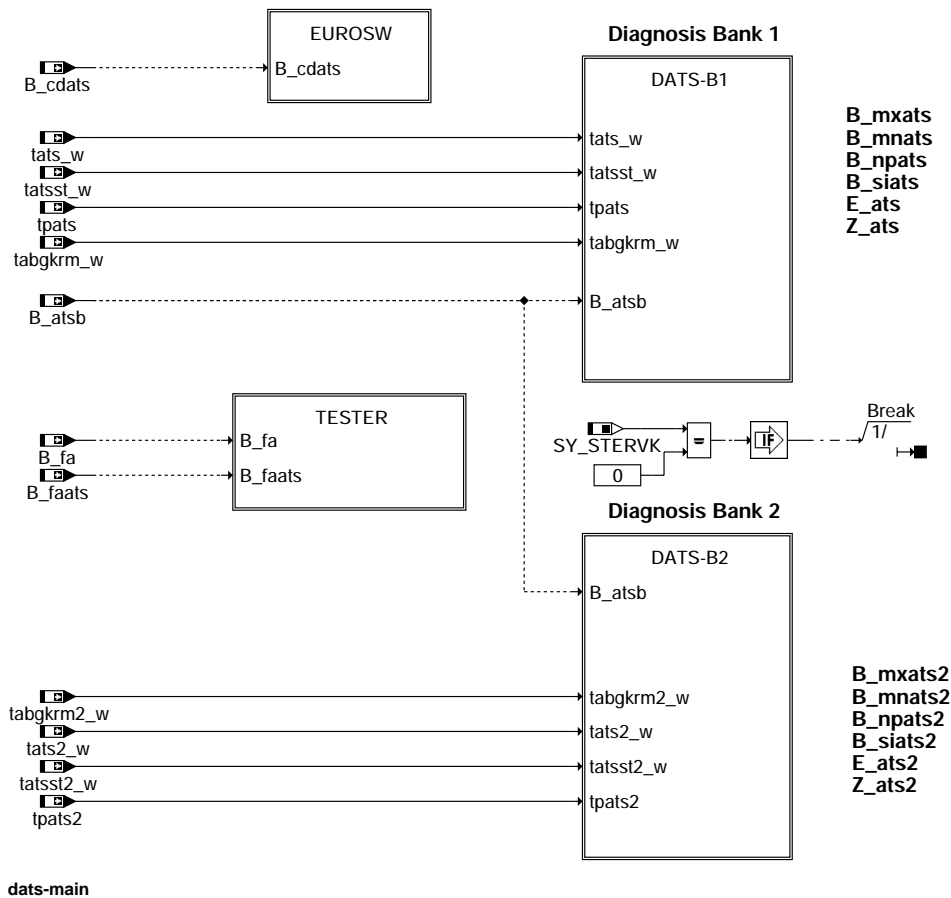 EUROSW
B_cdats
B_cdats
Diagnosis Bank 1
DATS-B1
tats_w
tats_w
tatsst_w
tatsst_w
tpats
tpats
tabgkrm_w
tabgkrm_w
B_atsb
B_atsb
B_mxats
B_mnats
B_npats
B_siats
E_ats
Z_ats
TESTER
B_fa
B_fa
B_faats
B_faats
SY_STERVK
0
=
IF
Break
1/
Diagnosis Bank 2
DATS-B2
B_atsb
tabgkrm2_w
tabgkrm2_w
tats2_w
tats2_w
tatsst2_w
tatsst2_w
tpats2
tpats2
B_mxats2
B_mnats2
B_npats2
B_siats2
E_ats2
Z_ats2
dats-main